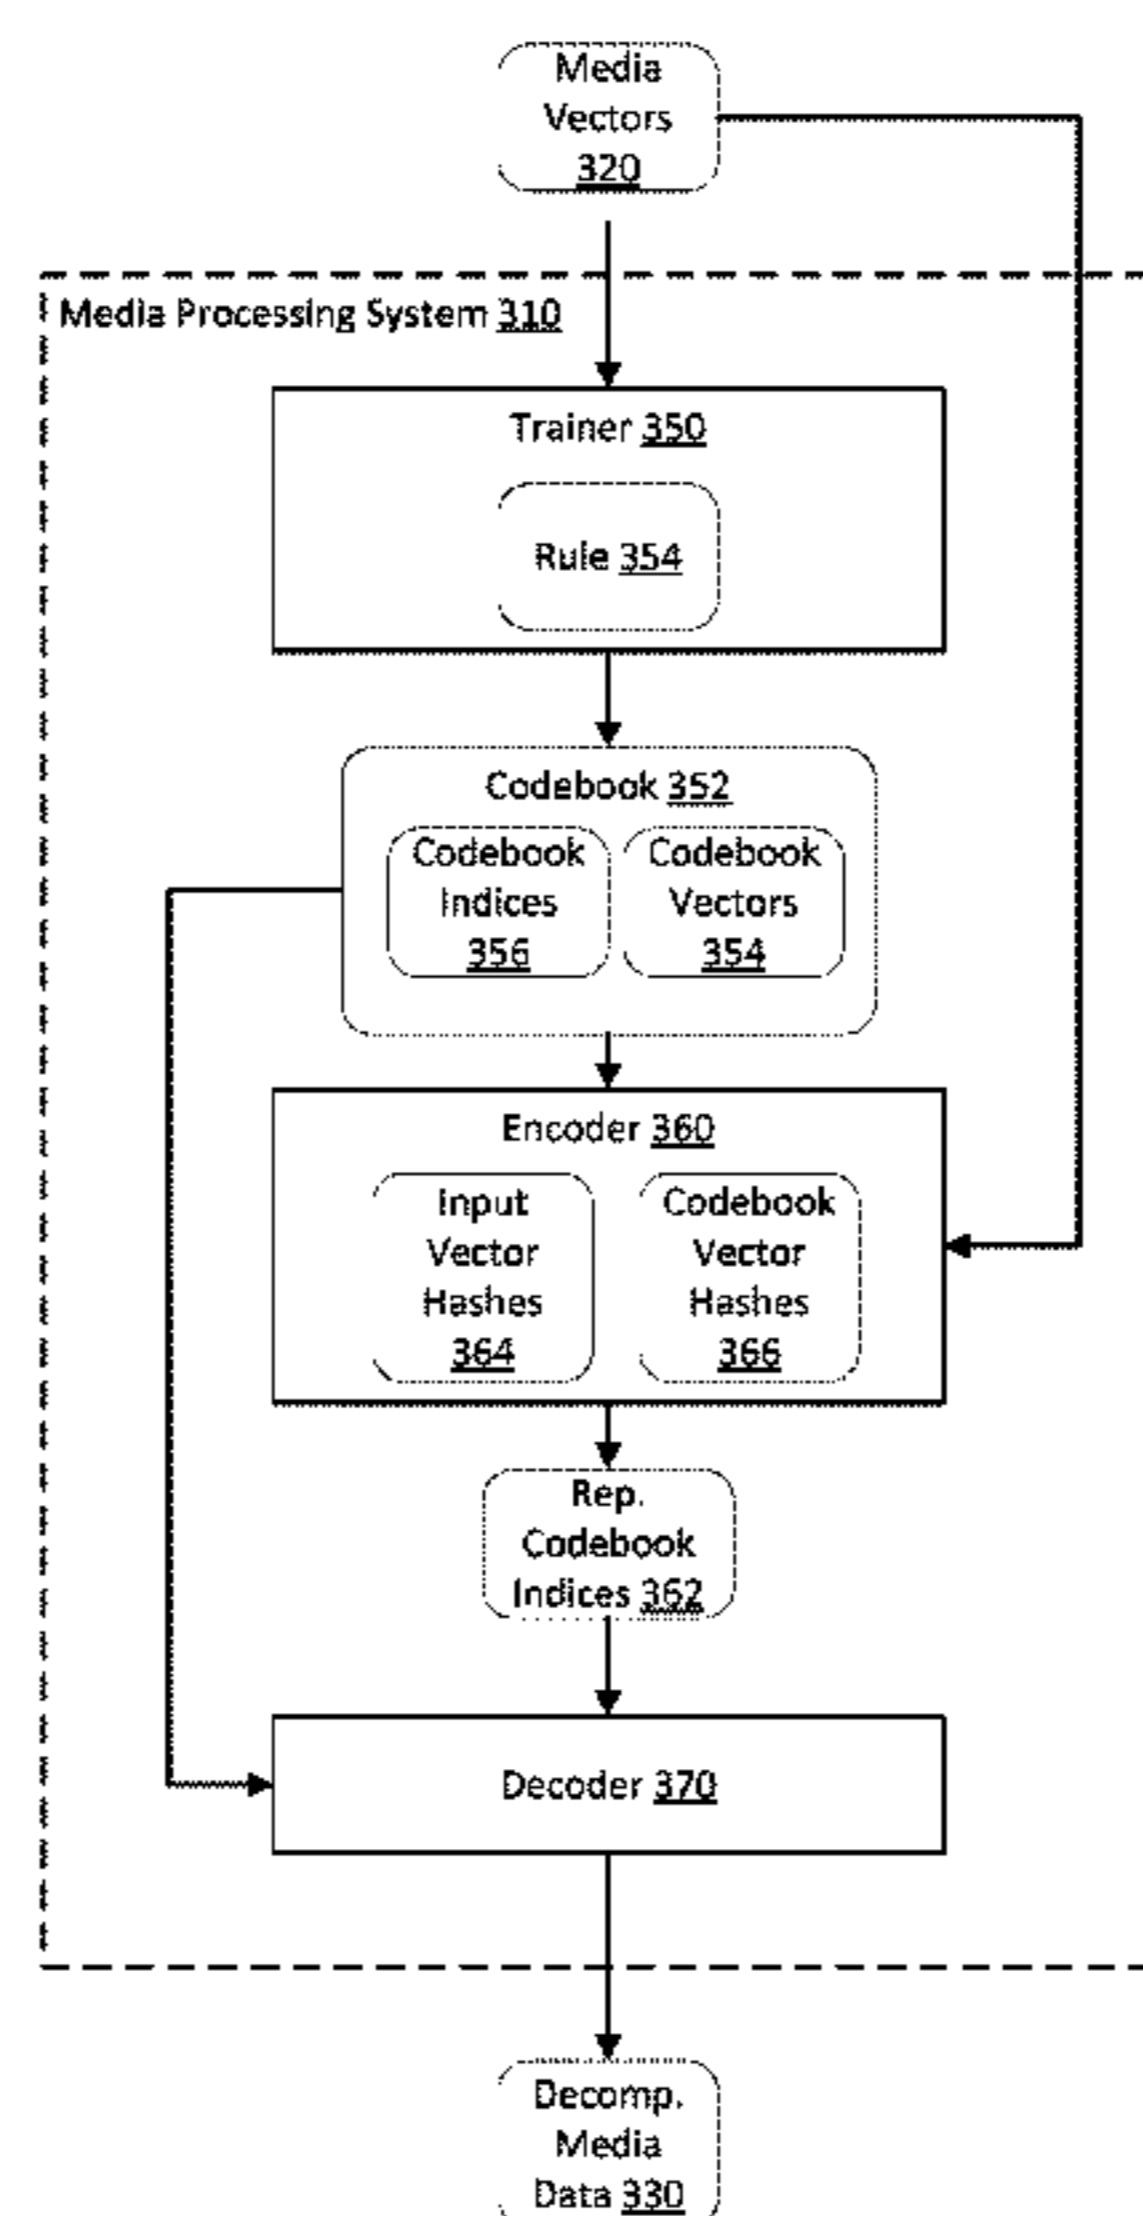 Media
Vectors
320
Media Processing System 310
Trainer 350
Rule 354
Codebook 352
Codebook
Indices
356
Codebook
Vectors
354
Encoder 360
Input
Vector
Hashes
364
Codebook
Vector
Hashes
366
Rep.
Codebook
Indices 362
Decoder 370
Decomp.
Media
Data 330